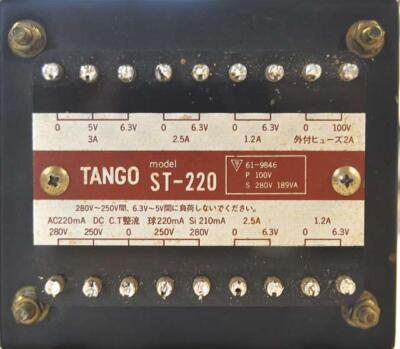 0 5V 6.3V 0 6.3V 0 6.3V 0 100V
3A 2.5A 1.2A 外付ヒューズ2A
TANGO model ST-220
61-9846
P 100V
S 280V 189VA
280V~250V間、6.3V~5V間に負荷しないでください。
AC220mA DC C.T整流 球220mA Si 210mA 2.5A 1.2A
280V 250V 0 250V 280V 0 6.3V 0 6.3V